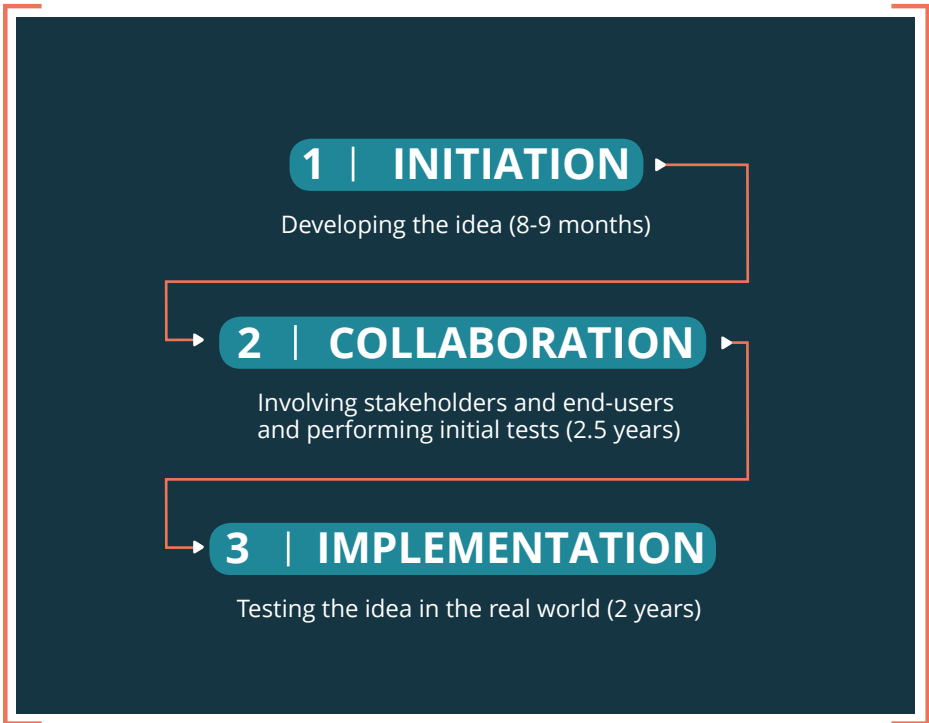 1 | INITIATION
Developing the idea (8-9 months)
2 | COLLABORATION
Involving stakeholders and end-users
and performing initial tests (2.5 years)
3 | IMPLEMENTATION
Testing the idea in the real world (2 years)